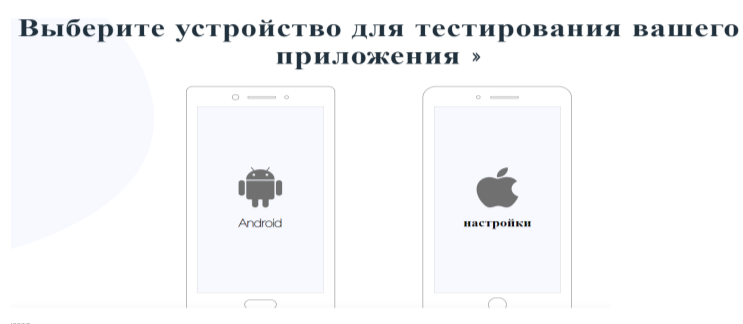 Выберите устройство для тестирования вашего
приложения »
Android
настройки